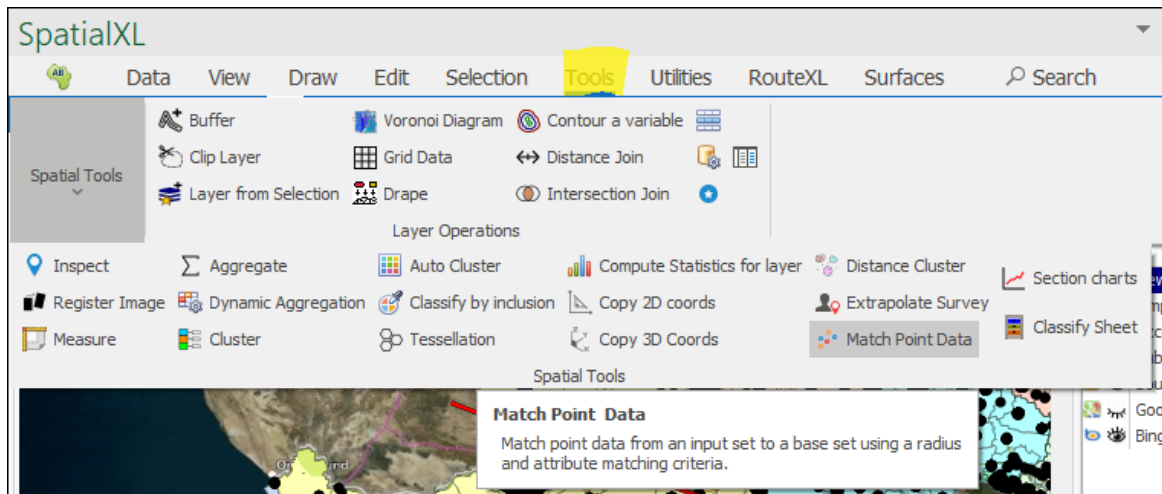 SpatialXL
All Data View Draw Edit Selection Tools Utilities RouteXL Surfaces Search
Buffer Voronoi Diagram Contour a variable
Clip Layer Grid Data Distance Join
Spatial Tools
Layer from Selection Drape Intersection Join
Layer Operations
Inspect Aggregate Auto Cluster Compute Statistics for layer Distance Cluster
Section charts
Register Image Dynamic Aggregation Classify by inclusion Copy 2D coords Extrapolate Survey
Classify Sheet
Measure Cluster Tessellation Copy 3D Coords Match Point Data
Spatial Tools
Match Point Data
Match point data from an input set to a base set using a radius
and attribute matching criteria.
Goo
Bing